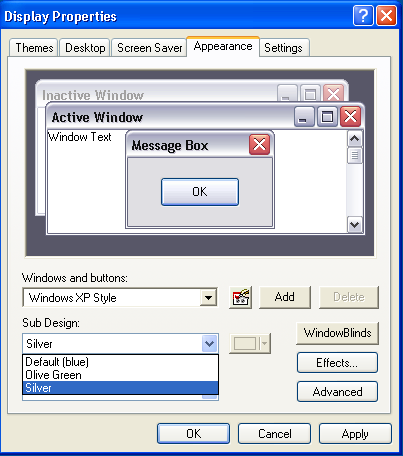 Display Properties
Themes Desktop Screen Saver Appearance Settings
Inactive Window
Active Window
Window Text
Message Box
OK
Windows and buttons:
Windows XP Style
Add
Delete
Sub Design:
Silver
WindowBlinds
Default (blue)
Olive Green
Silver
Effects...
Advanced
OK Cancel Apply